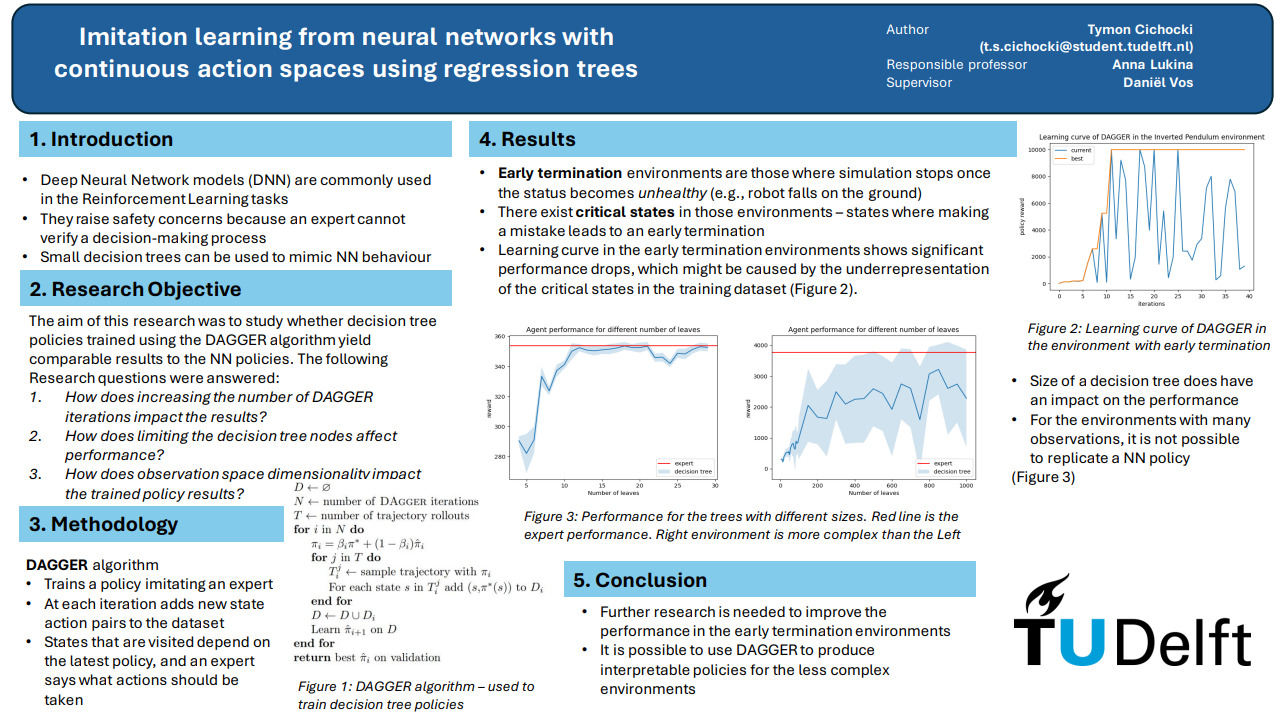 Imitation learning from neural networks with
continuous action spaces using regression trees
Author Tymon Cichocki
(t.s.cichocki@student.tudelft.nl)
Responsible professor Anna Lukina
Supervisor Daniël Vos
1. Introduction
• Deep Neural Network models (DNN) are commonly used
in the Reinforcement Learning tasks
• They raise safety concerns because an expert cannot
verify a decision-making process
• Small decision trees can be used to mimic NN behaviour
2. Research Objective
The aim of this research was to study whether decision tree
policies trained using the DAGGER algorithm yield
comparable results to the NN policies. The following
Research questions were answered:
1. How does increasing the number of DAGGER
iterations impact the results?
2. How does limiting the decision tree nodes affect
performance?
3. How does observation space dimensionality impact
the trained policy results?
3. Methodology
DAGGER algorithm
• Trains a policy imitating an expert
• At each iteration adds new state
action pairs to the dataset
• States that are visited depend on
the latest policy, and an expert
says what actions should be
taken
D ← ∅
N ← number of DAGGER iterations
T ← number of trajectory rollouts
for i in N do
π_i = β_iπ* + (1 − β_i)π̂_i
for j in T do
T_i^j ← sample trajectory with π_i
For each state s in T_i^j add (s,π*(s)) to D_i
end for
D ← D ∪ D_i
Learn π̂_{i+1} on D
end for
return best π̂_i on validation
Figure 1: DAGGER algorithm – used to
train decision tree policies
4. Results
• Early termination environments are those where simulation stops once
the status becomes unhealthy (e.g., robot falls on the ground)
• There exist critical states in those environments – states where making
a mistake leads to an early termination
• Learning curve in the early termination environments shows significant
performance drops, which might be caused by the underrepresentation
of the critical states in the training dataset (Figure 2).
Agent performance for different number of leaves
360
340
320
300
280
reward
5 10 15 20 25 30
Number of leaves
expert
decision tree
Agent performance for different number of leaves
4000
3000
2000
1000
0
reward
0 200 400 600 800 1000
Number of leaves
expert
decision tree
Figure 3: Performance for the trees with different sizes. Red line is the
expert performance. Right environment is more complex than the Left
5. Conclusion
• Further research is needed to improve the
performance in the early termination environments
• It is possible to use DAGGER to produce
interpretable policies for the less complex
environments
Learning curve of DAGGER in the Inverted Pendulum environment
current
best
10000
8000
6000
4000
2000
0
policy reward
0 5 10 15 20 25 30 35 40
iterations
Figure 2: Learning curve of DAGGER in
the environment with early termination
• Size of a decision tree does have
an impact on the performance
• For the environments with many
observations, it is not possible
to replicate a NN policy
(Figure 3)
TUDelft